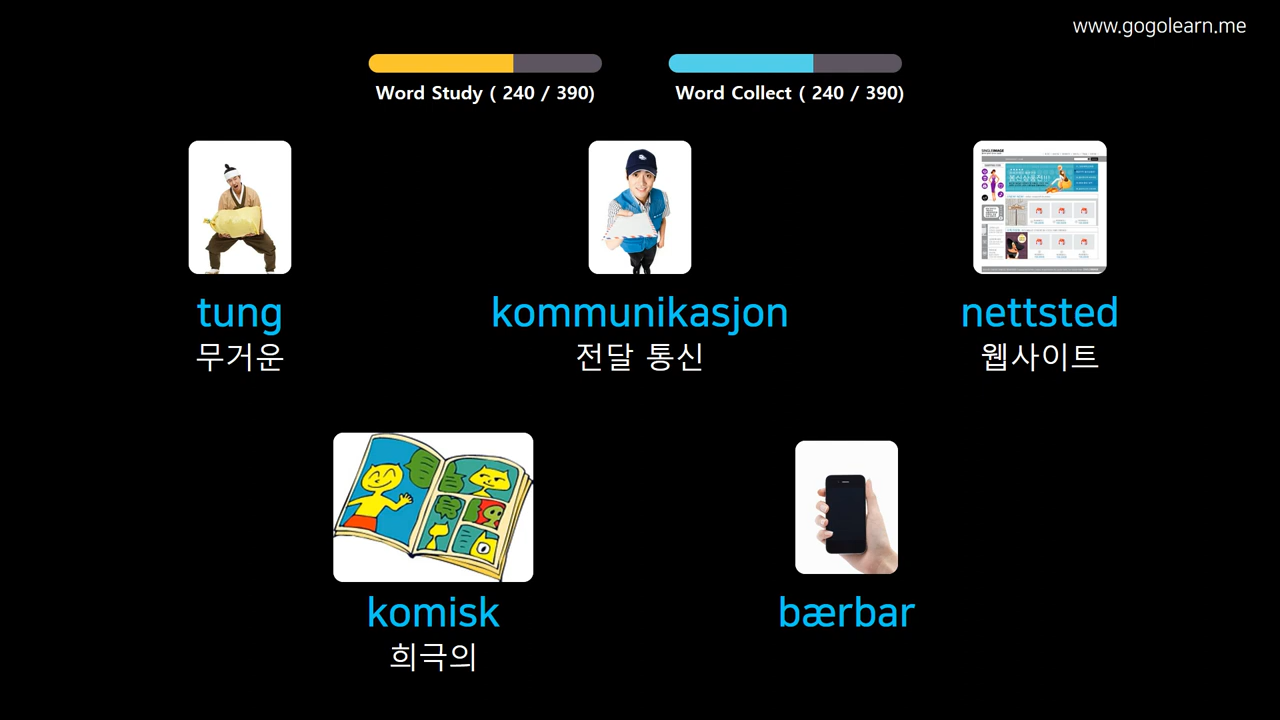 www.gogolearn.me
Word Study ( 240 / 390)
Word Collect ( 240 / 390)
tung
kommunikasjon
nettsted
무거운
전달 통신
웹사이트
komisk
bærbar
희극의